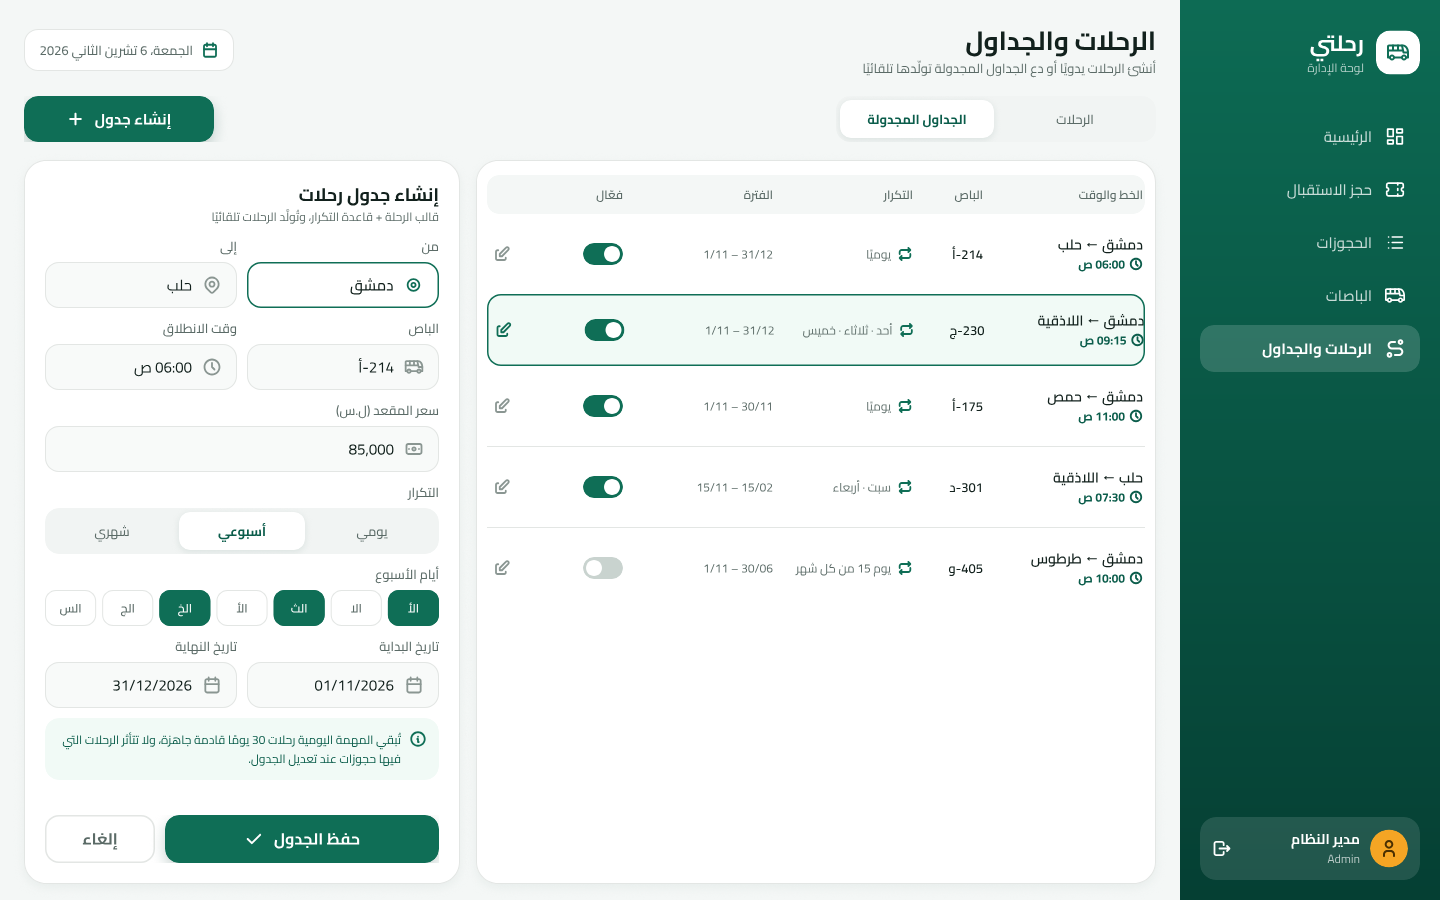 رحلتي
لوحة الإدارة
الرئيسية
حجز الاستقبال
الحجوزات
الباصات
الرحلات والجداول
مدير النظام
Admin
الرحلات والجداول
أنشئ الرحلات يدويًا أو دع الجداول المجدولة تولّدها تلقائيًا
الجمعة، 6 تشرين الثاني 2026
الرحلات
الجداول المجدولة
إنشاء جدول
الخط والوقت
الباص
التكرار
الفترة
فعّال
دمشق ← حلب
06:00 ص
214-أ
يوميًا
1/11 – 31/12
دمشق ← اللاذقية
09:15 ص
230-ج
أحد · ثلاثاء · خميس
1/11 – 31/12
دمشق ← حمص
11:00 ص
175-أ
يوميًا
1/11 – 30/11
حلب ← اللاذقية
07:30 ص
301-د
سبت · أربعاء
15/11 – 15/02
دمشق ← طرطوس
10:00 ص
405-و
يوم 15 من كل شهر
1/11 – 30/06
إنشاء جدول رحلات
قالب الرحلة + قاعدة التكرار، وتُولّد الرحلات تلقائيًا
من
إلى
دمشق
حلب
الباص
وقت الانطلاق
214-أ
06:00 ص
سعر المقعد (ل.س)
85,000
التكرار
يومي
أسبوعي
شهري
أيام الأسبوع
الأ
الا
الث
الأ
الخ
الج
الس
تاريخ البداية
تاريخ النهاية
01/11/2026
31/12/2026
تُبقي المهمة اليومية رحلات 30 يومًا قادمة جاهزة، ولا تتأثر الرحلات التي
فيها حجوزات عند تعديل الجدول.
حفظ الجدول
إلغاء